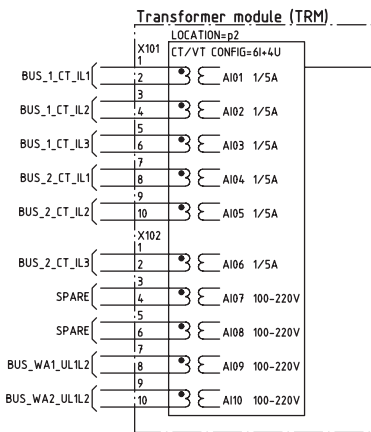 Transformer module (TRM)
LOCATION=p2
X101
CT/VT CONFIG=6I+4U
1
BUS_1_CT_IL1 2 AI01 1/5A
3
BUS_1_CT_IL2 4 AI02 1/5A
5
BUS_1_CT_IL3 6 AI03 1/5A
7
BUS_2_CT_IL1 8 AI04 1/5A
9
BUS_2_CT_IL2 10 AI05 1/5A
X102
1
BUS_2_CT_IL3 2 AI06 1/5A
3
SPARE 4 AI07 100-220V
5
SPARE 6 AI08 100-220V
7
BUS_WA1_UL1L2 8 AI09 100-220V
9
BUS_WA2_UL1L2 10 AI10 100-220V